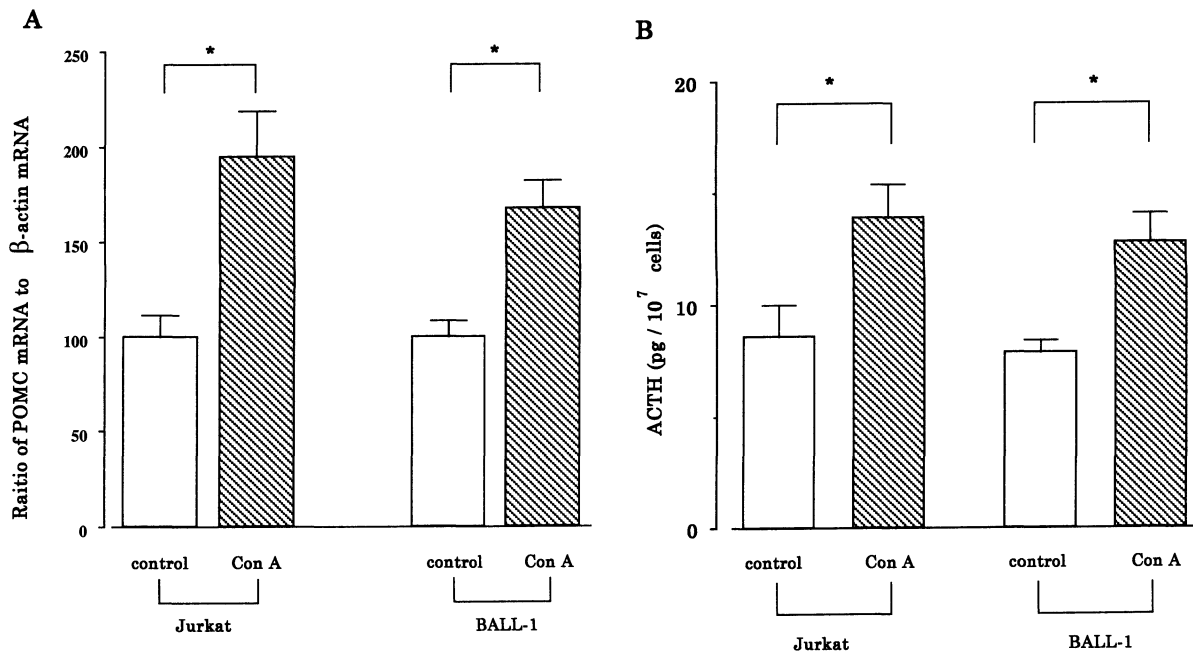 A
Raitio of POMC mRNA to β-actin mRNA
250
200
150
100
50
0
*
*
control
Con A
control
Con A
Jurkat
BALL-1
B
ACTH (pg / 10^7 cells)
20
10
0
*
*
control
Con A
control
Con A
Jurkat
BALL-1